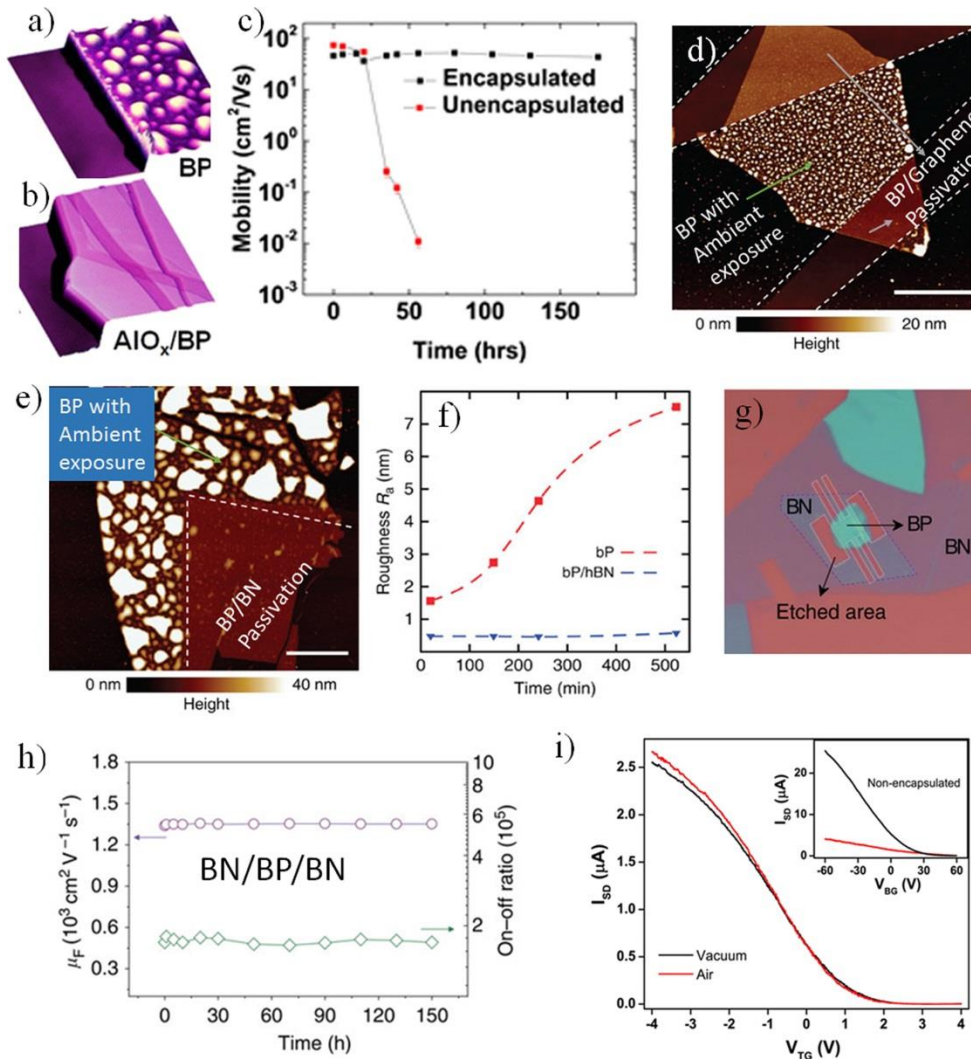 a)
BP
b)
AlOx/BP
c)
Mobility (cm²/Vs)
10²
10¹
10⁰
10⁻¹
10⁻²
10⁻³
Encapsulated
Unencapsulated
0
50
100
150
Time (hrs)
d)
BP with
Ambient
exposure
BP/Graphene
Passivation
0 nm
20 nm
Height
e)
BP with
Ambient
exposure
BP/BN
Passivation
0 nm
40 nm
Height
f)
Roughness Ra (nm)
7
6
5
4
3
2
1
bP
bP/hBN
0
100
200
300
400
500
Time (min)
g)
BN
BP
BN
Etched area
h)
μF (10³ cm² V⁻¹ s⁻¹)
1.8
1.5
1.2
0.9
0.6
0.3
BN/BP/BN
10
8
6
4
2
On–off ratio (10⁵)
0
30
60
90
120
150
Time (h)
i)
ISD (μA)
2.5
2.0
1.5
1.0
0.5
0.0
Vacuum
Air
-4
-3
-2
-1
0
1
2
3
4
VTG (V)
ISD (μA)
20
10
0
Non-encapsulated
-60
-30
0
30
60
VBG (V)